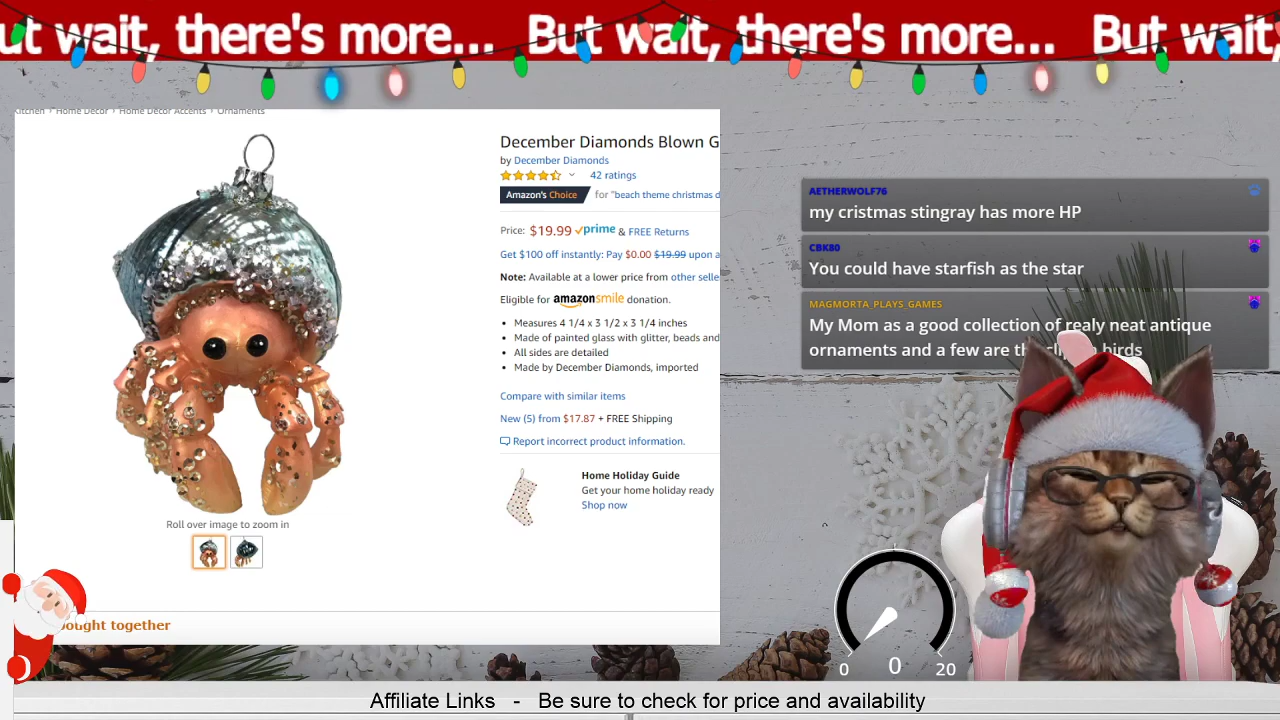 ut wait, there's more... But wait, there's more... But wait,
Kitchen › Home Décor › Home Décor Accents › Ornaments
December Diamonds Blown G
by December Diamonds
42 ratings
Amazon's Choice for "beach theme christmas d
Price: $19.99 prime & FREE Returns
Get $100 off instantly: Pay $0.00 $19.99 upon a
Note: Available at a lower price from other selle
Eligible for amazonsmile donation.
• Measures 4 1/4 x 3 1/2 x 3 1/4 inches
• Made of painted glass with glitter, beads and
• All sides are detailed
• Made by December Diamonds, imported
Compare with similar items
New (5) from $17.87 + FREE Shipping
Report incorrect product information.
Home Holiday Guide
Get your home holiday ready
Shop now
Roll over image to zoom in
ought together
AETHERWOLF76
my cristmas stingray has more HP
CBK80
You could have starfish as the star
MAGMORTA_PLAYS_GAMES
My Mom as a good collection of realy neat antique
ornaments and a few are birds
0 0 20
Affiliate Links - Be sure to check for price and availability